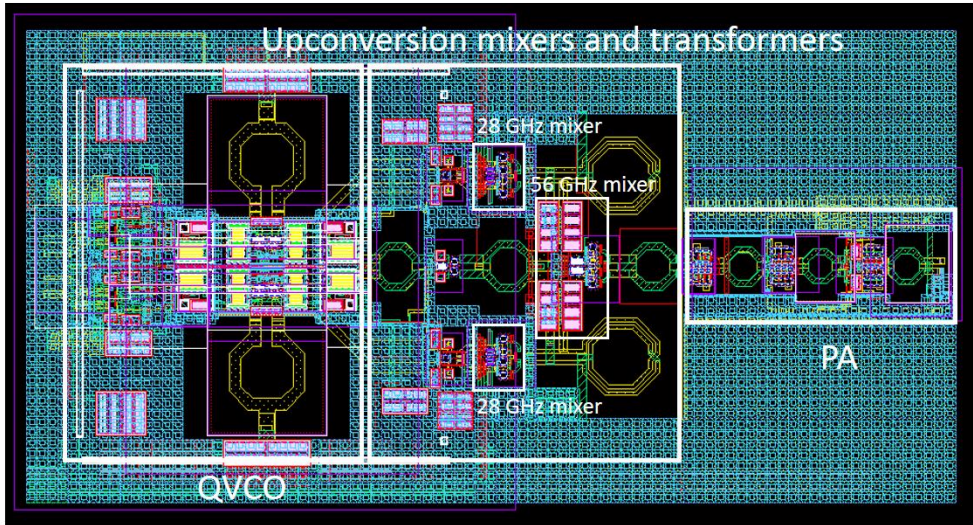 Upconversion mixers and transformers
28 GHz mixer
56 GHz mixer
28 GHz mixer
PA
QVCO